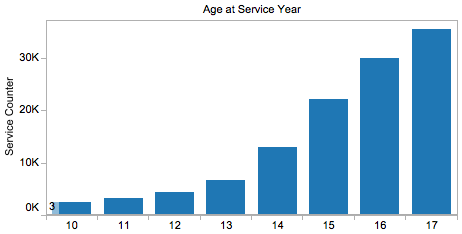 Age at Service Year
Service Counter
30K
20K
10K
0K
3
10 11 12 13 14 15 16 17